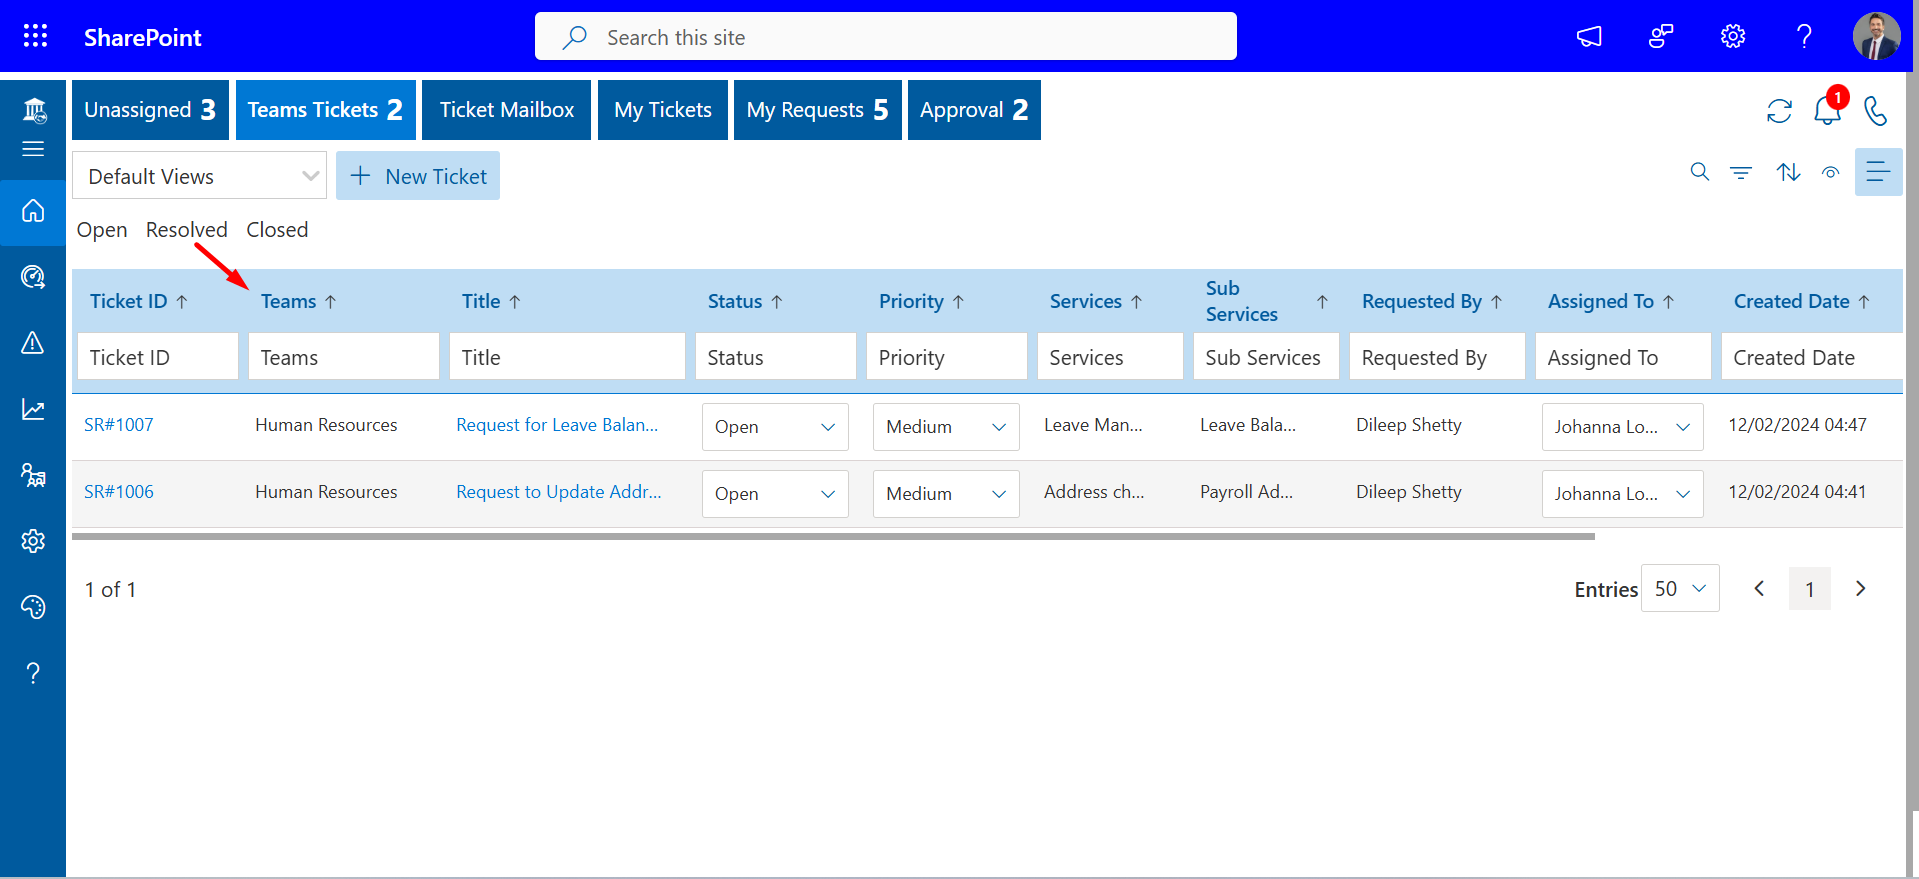 SharePoint
Search this site
1
Unassigned 3
Teams Tickets 2
Ticket Mailbox
My Tickets
My Requests 5
Approval 2
Default Views
New Ticket
Open
Resolved
Closed
Ticket ID
Teams
Title
Status
Priority
Services
Sub
Services
Requested By
Assigned To
Created Date
Ticket ID
Teams
Title
Status
Priority
Services
Sub Services
Requested By
Assigned To
Created Date
SR#1007
Human Resources
Request for Leave Balan...
Open
Medium
Leave Man...
Leave Bala...
Dileep Shetty
Johanna Lo...
12/02/2024 04:47
SR#1006
Human Resources
Request to Update Addr...
Open
Medium
Address ch...
Payroll Ad...
Dileep Shetty
Johanna Lo...
12/02/2024 04:41
1 of 1
Entries
50
1